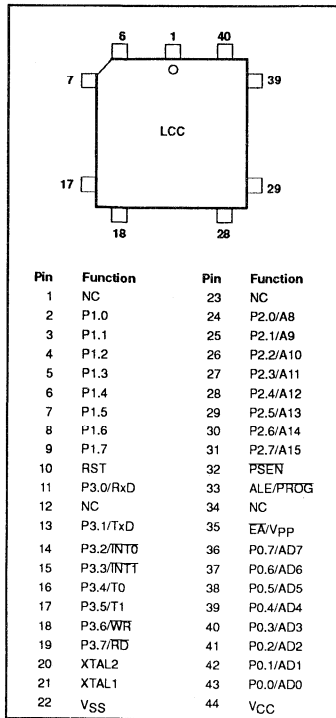 6 1 40
7 39
LCC
17 29
18 28
Pin Function Pin Function
1 NC 23 NC
2 P1.0 24 P2.0/A8
3 P1.1 25 P2.1/A9
4 P1.2 26 P2.2/A10
5 P1.3 27 P2.3/A11
6 P1.4 28 P2.4/A12
7 P1.5 29 P2.5/A13
8 P1.6 30 P2.6/A14
9 P1.7 31 P2.7/A15
10 RST 32 P̅S̅E̅N̅
11 P3.0/RxD 33 ALE/P̅R̅O̅G̅
12 NC 34 NC
13 P3.1/TxD 35 E̅A̅/VPP
14 P3.2/I̅N̅T̅0̅ 36 P0.7/AD7
15 P3.3/I̅N̅T̅1̅ 37 P0.6/AD6
16 P3.4/T0 38 P0.5/AD5
17 P3.5/T1 39 P0.4/AD4
18 P3.6/W̅R̅ 40 P0.3/AD3
19 P3.7/R̅D̅ 41 P0.2/AD2
20 XTAL2 42 P0.1/AD1
21 XTAL1 43 P0.0/AD0
22 VSS 44 VCC